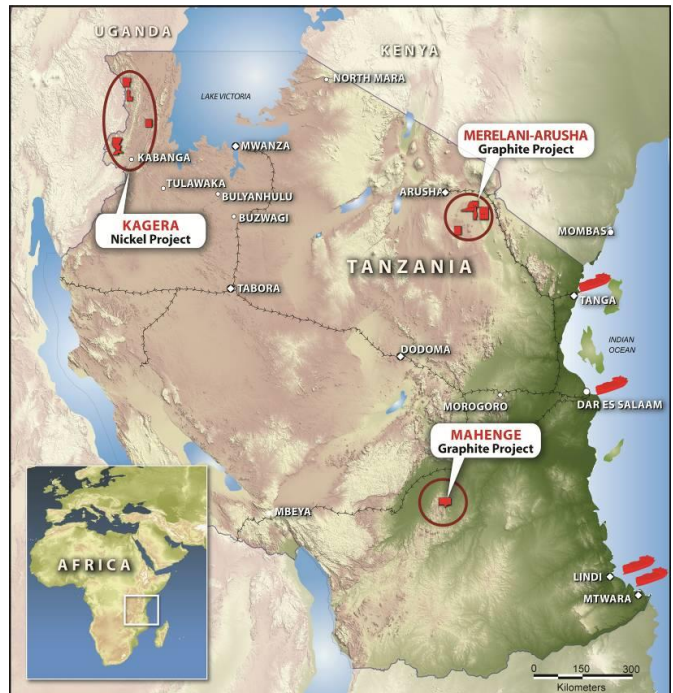 UGANDA
KENYA
LAKE VICTORIA
NORTH MARA
MWANZA
MERELANI-ARUSHA
Graphite Project
KABANGA
TULAWAKA
BULYANHULU
ARUSHA
BUZWAGI
KAGERA
Nickel Project
MOMBASA
TANZANIA
TABORA
TANGA
INDIAN
OCEAN
DODOMA
MOROGORO
DAR ES SALAAM
MAHENGE
Graphite Project
MBEYA
AFRICA
LINDI
MTWARA
0 150 300
Kilometers